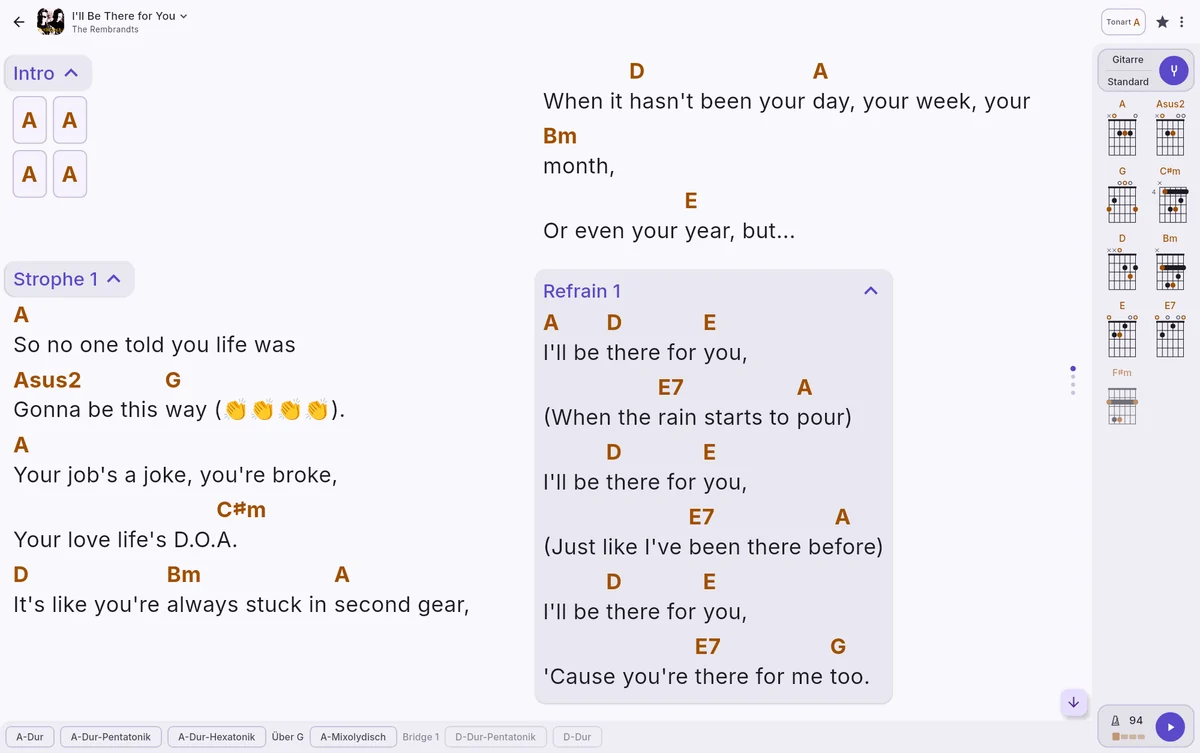 I'll Be There for You
The Rembrandts
Tonart A
Intro
A A
A A
Strophe 1
A
So no one told you life was
Asus2 G
Gonna be this way (👏👏👏👏).
A
Your job's a joke, you're broke,
C#m
Your love life's D.O.A.
D Bm A
It's like you're always stuck in second gear,
D A
When it hasn't been your day, your week, your
Bm
month,
E
Or even your year, but...
Refrain 1
A D E
I'll be there for you,
E7 A
(When the rain starts to pour)
D E
I'll be there for you,
E7 A
(Just like I've been there before)
D E
I'll be there for you,
E7 G
'Cause you're there for me too.
Gitarre
Standard
A Asus2
G C#m
4
D Bm
E E7
F#m
94
A-Dur A-Dur-Pentatonik A-Dur-Hexatonik Über G A-Mixolydisch Bridge 1 D-Dur-Pentatonik D-Dur